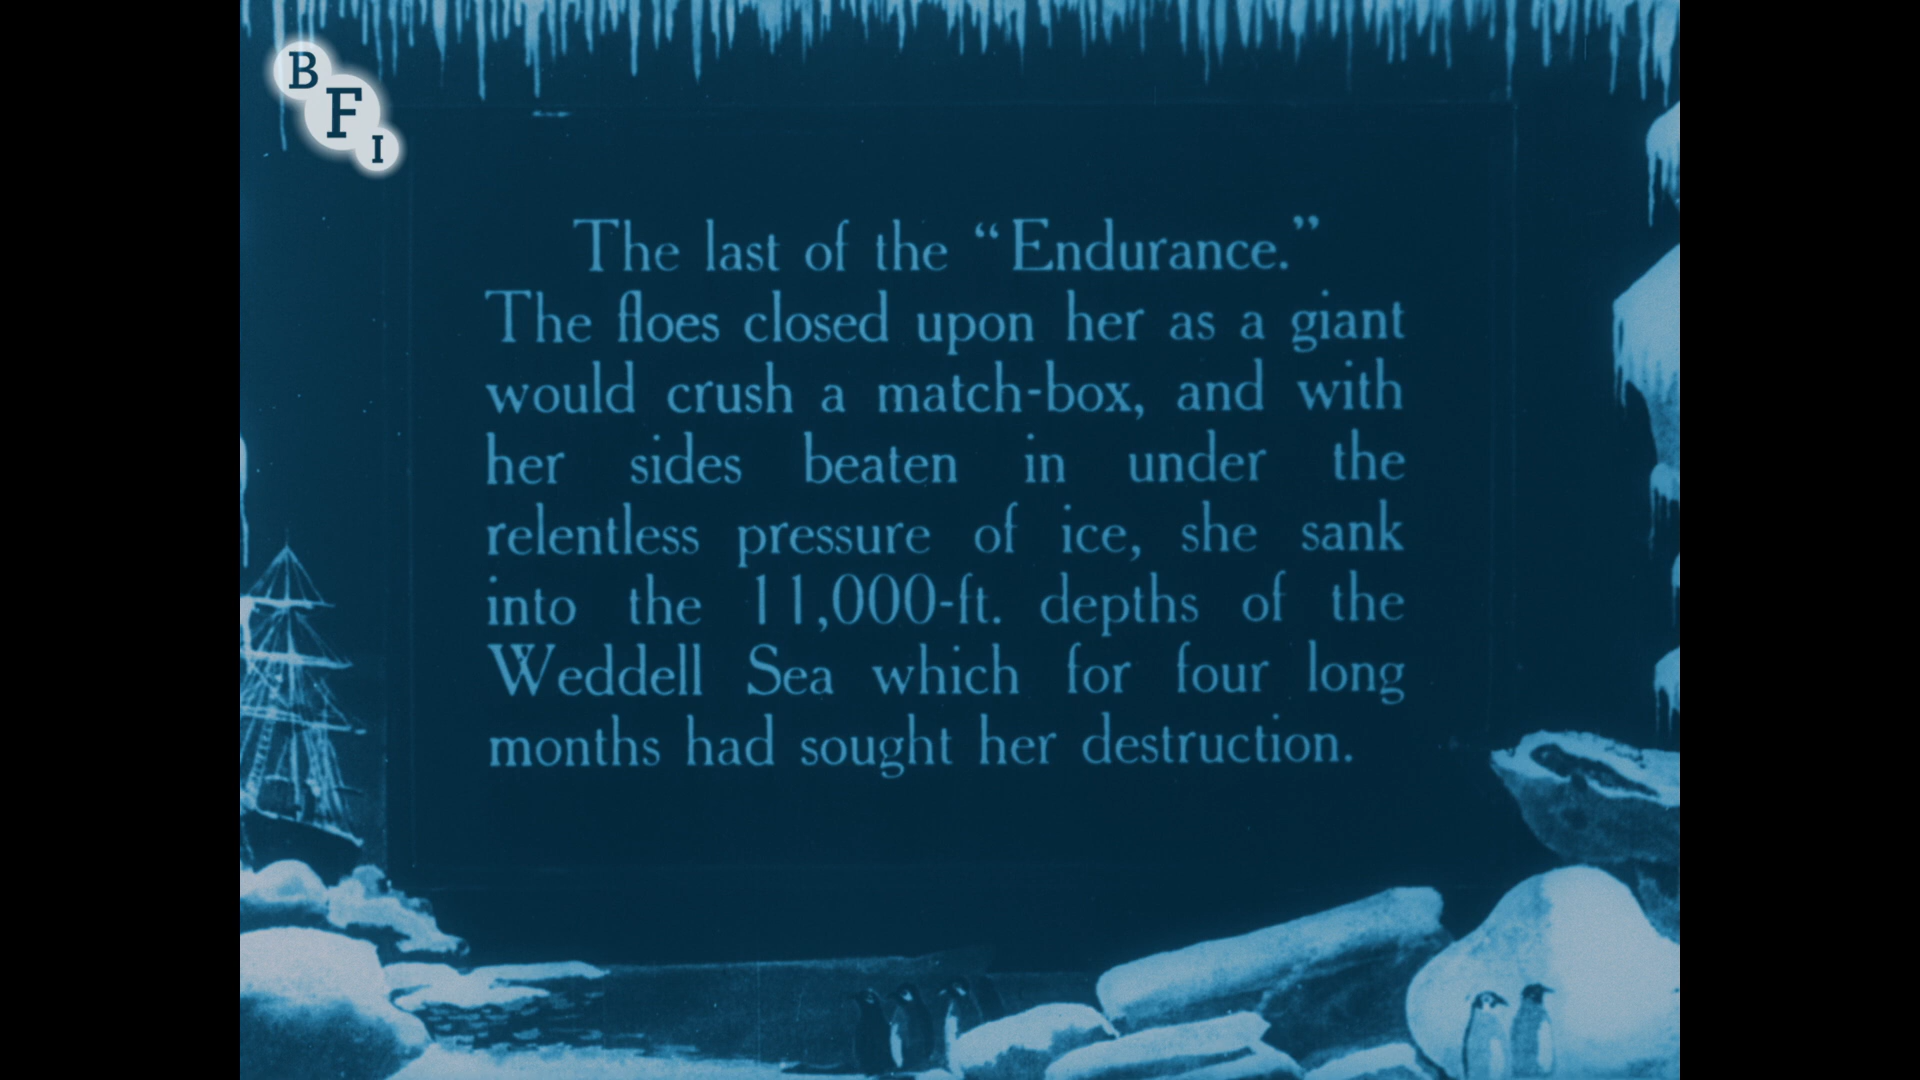 BFI
The last of the “Endurance.”
The floes closed upon her as a giant
would crush a match-box, and with
her sides beaten in under the
relentless pressure of ice, she sank
into the 11,000-ft. depths of the
Weddell Sea which for four long
months had sought her destruction.